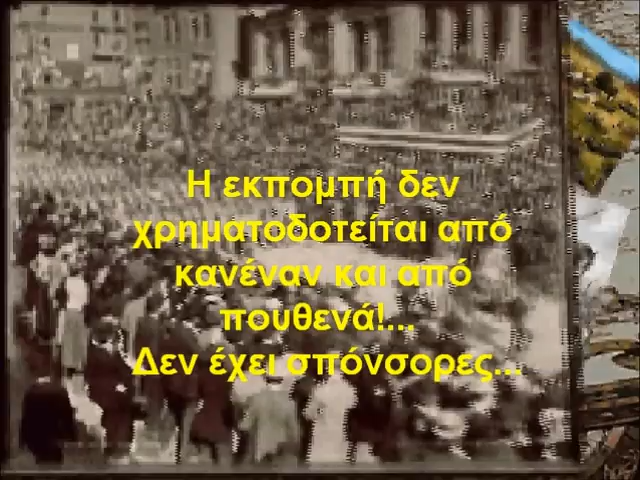 Η εκπομπή δεν
χρηματοδοτείται από
κανέναν και από
πουθενά!...
Δεν έχει σπόνσορες...